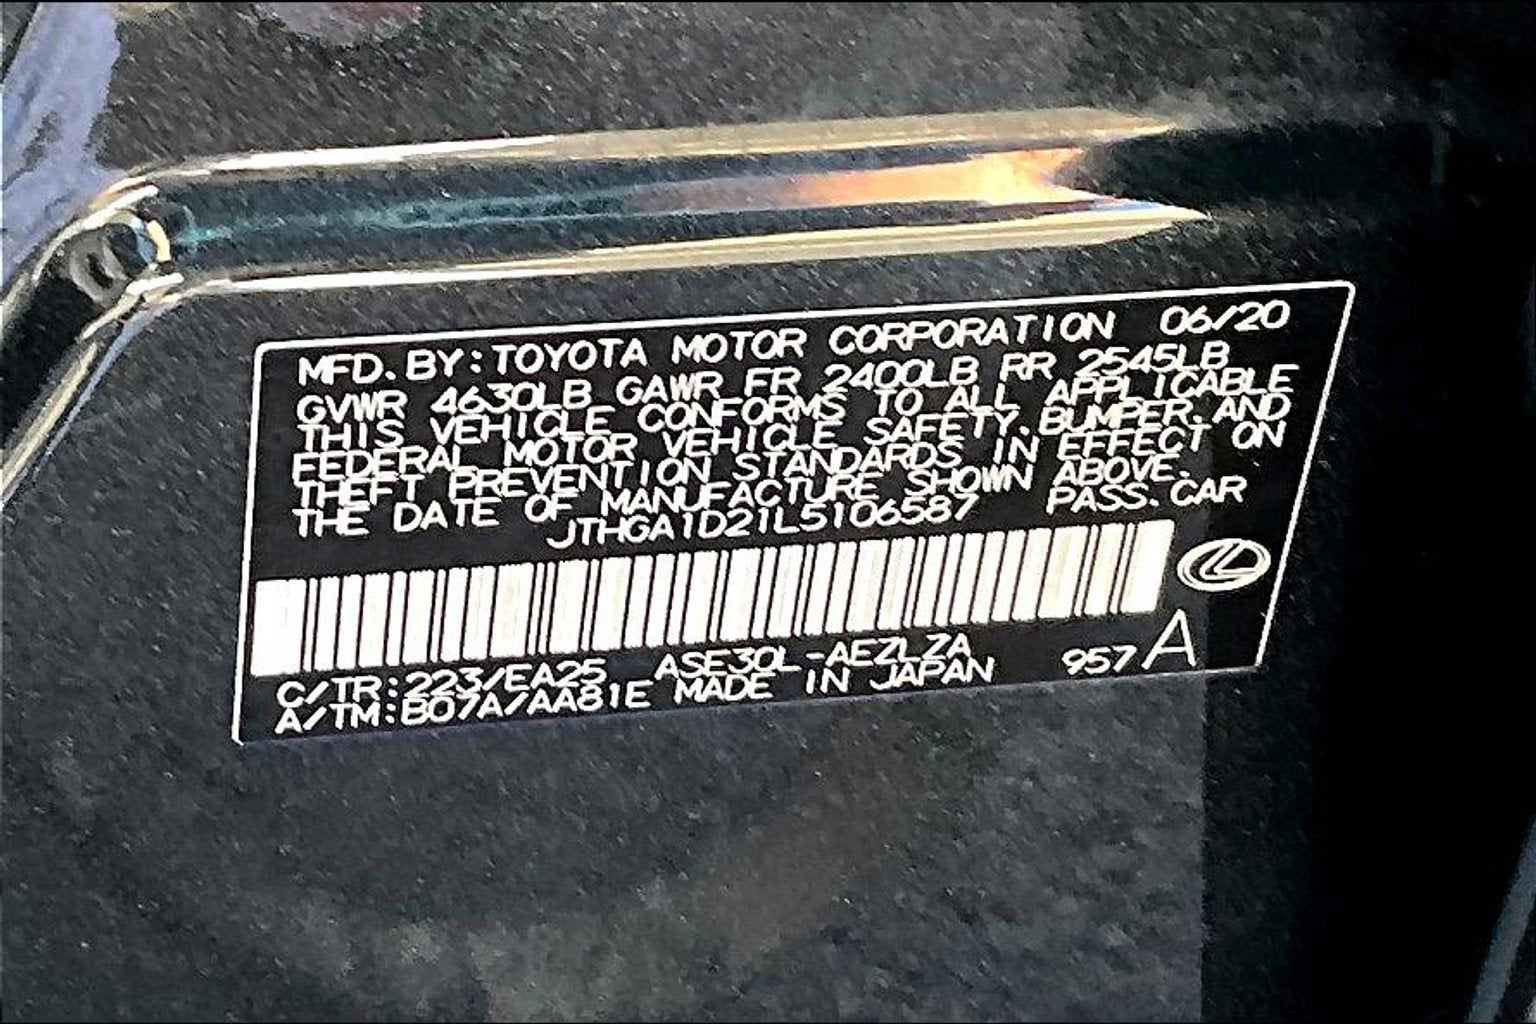 MFD. BY: TOYOTA MOTOR CORPORATION 06/20
GVWR 4630LB GAWR FR 2400LB RR 2545LB
THIS VEHICLE CONFORMS TO ALL APPLICABLE
FEDERAL MOTOR VEHICLE SAFETY, BUMPER, AND
THEFT PREVENTION STANDARDS IN EFFECT ON
THE DATE OF MANUFACTURE SHOWN ABOVE.
JTHGA1D21L5106587 PASS. CAR
C/TR: 223/EA25 ASE30L-AEZLZA
A/TM: B07A/AA81E MADE IN JAPAN 957 A